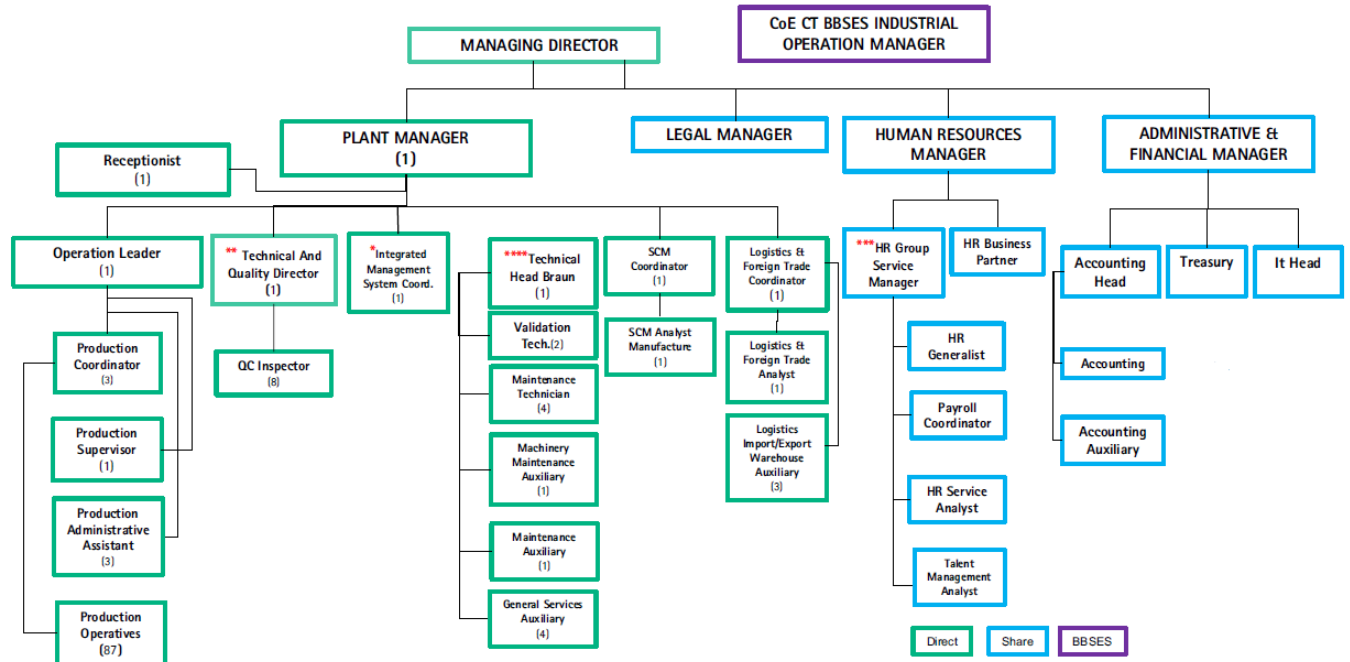 CoE CT BBSES INDUSTRIAL
OPERATION MANAGER
MANAGING DIRECTOR
PLANT MANAGER
(1)
LEGAL MANAGER
HUMAN RESOURCES
MANAGER
ADMINISTRATIVE &
FINANCIAL MANAGER
Receptionist
(1)
Operation Leader
(1)
** Technical And
Quality Director
(1)
*Integrated
Management
System Coord.
(1)
****Technical
Head Braun
(1)
SCM
Coordinator
(1)
Logistics &
Foreign Trade
Coordinator
(1)
***HR Group
Service
Manager
HR Business
Partner
Accounting
Head
Treasury
It Head
Production
Coordinator
(3)
QC Inspector
(8)
Validation
Tech.(2)
SCM Analyst
Manufacture
(1)
Logistics &
Foreign Trade
Analyst
(1)
HR
Generalist
Accounting
Maintenance
Technician
(4)
Payroll
Coordinator
Production
Supervisor
(1)
Machinery
Maintenance
Auxiliary
(1)
Logistics
Import/Export
Warehouse
Auxiliary
(3)
Accounting
Auxiliary
Production
Administrative
Assistant
(3)
Maintenance
Auxiliary
(1)
HR Service
Analyst
Talent
Management
Analyst
Production
Operatives
(87)
General Services
Auxiliary
(4)
Direct
Share
BBSES